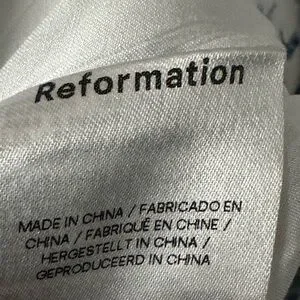 Reformation
MADE IN CHINA / FABRICADO EN
CHINA / FABRIQUÉ EN CHINE /
HERGESTELLT IN CHINA /
GEPRODUCEERD IN CHINA